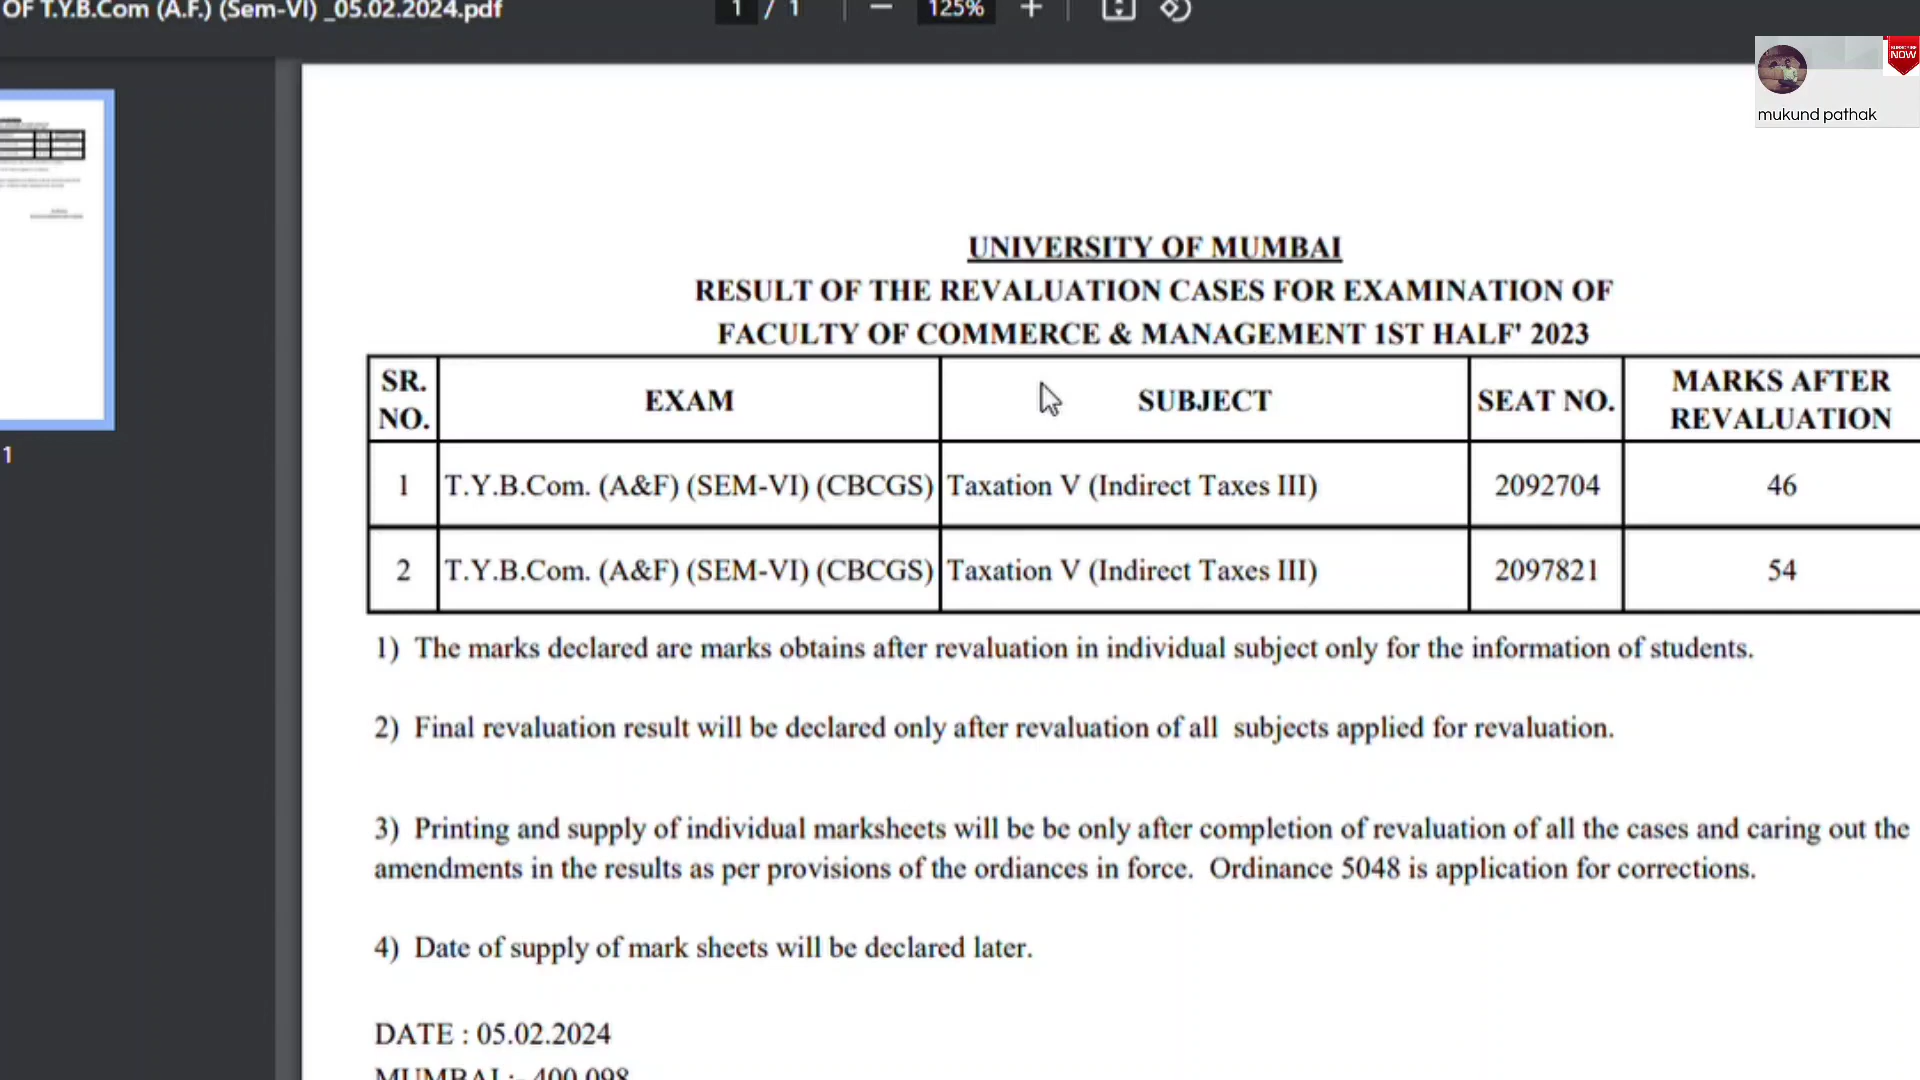 OF T.Y.B.Com (A.F.) (Sem-VI) _05.02.2024.pdf
1 / 1
125%
NOW
mukund pathak
1
UNIVERSITY OF MUMBAI
RESULT OF THE REVALUATION CASES FOR EXAMINATION OF
FACULTY OF COMMERCE & MANAGEMENT 1ST HALF' 2023
SR. NO. EXAM SUBJECT SEAT NO. MARKS AFTER REVALUATION
1 T.Y.B.Com. (A&F) (SEM-VI) (CBCGS) Taxation V (Indirect Taxes III) 2092704 46
2 T.Y.B.Com. (A&F) (SEM-VI) (CBCGS) Taxation V (Indirect Taxes III) 2097821 54
1) The marks declared are marks obtains after revaluation in individual subject only for the information of students.
2) Final revaluation result will be declared only after revaluation of all subjects applied for revaluation.
3) Printing and supply of individual marksheets will be be only after completion of revaluation of all the cases and caring out the
amendments in the results as per provisions of the ordiances in force. Ordinance 5048 is application for corrections.
4) Date of supply of mark sheets will be declared later.
DATE : 05.02.2024
MUMBAI :- 400 098